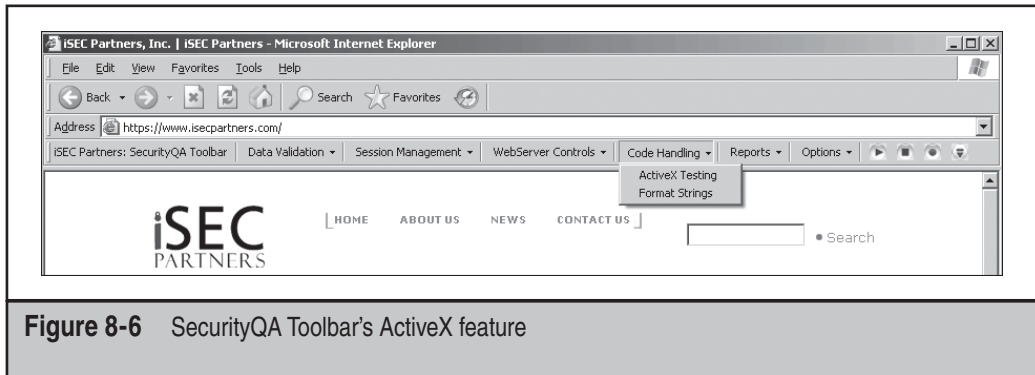 iSEC Partners, Inc. | iSEC Partners - Microsoft Internet Explorer
File Edit View Favorites Tools Help
Back Search Favorites
Address https://www.isecpartners.com/
iSEC Partners: SecurityQA Toolbar Data Validation Session Management WebServer Controls Code Handling Reports Options
ActiveX Testing
Format Strings
iSEC
PARTNERS
HOME ABOUT US NEWS CONTACT US
Search
Figure 8-6 SecurityQA Toolbar's ActiveX feature